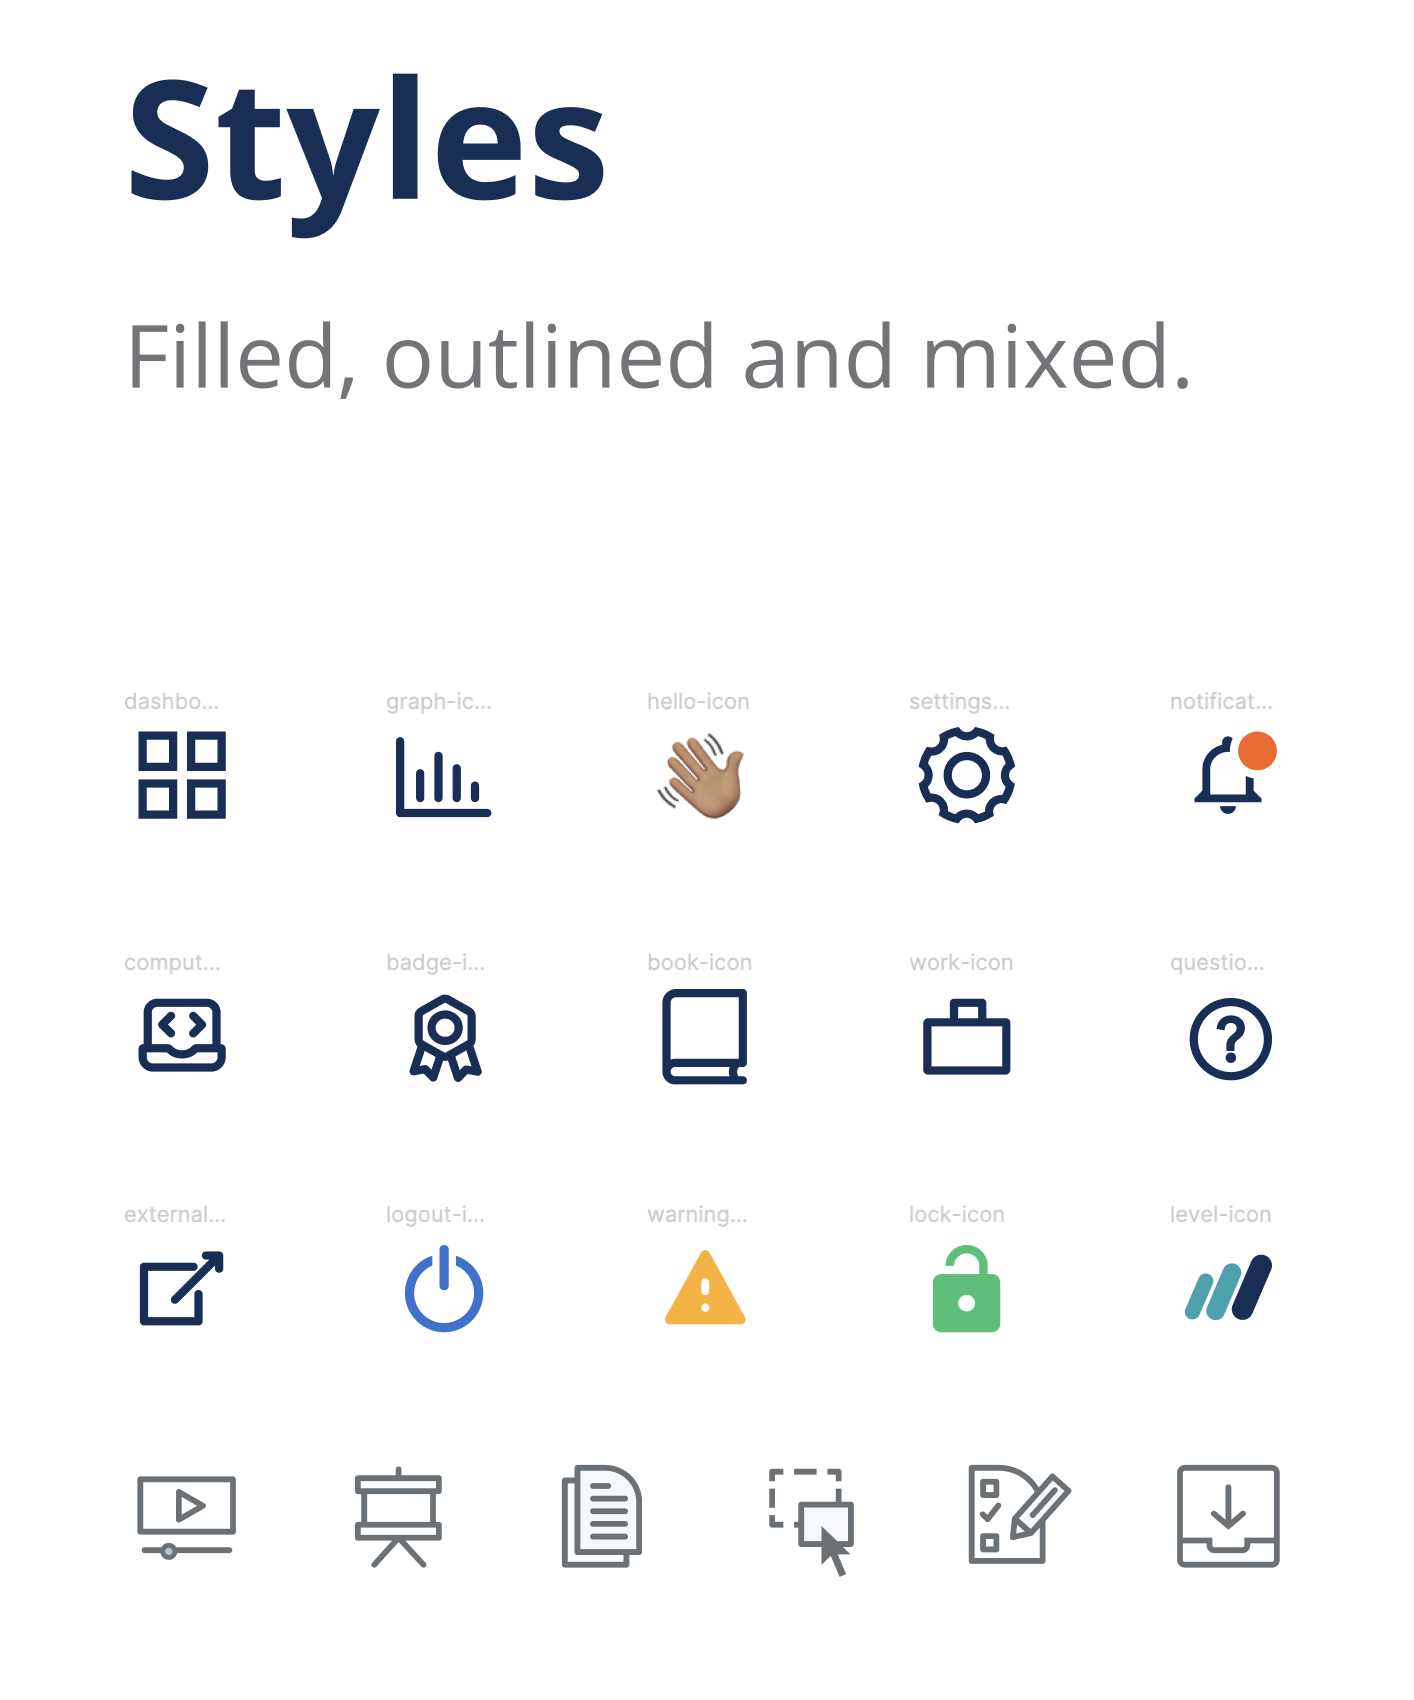 Styles
Filled, outlined and mixed.
dashbo...
graph-ic...
hello-icon
settings...
notificat...
comput...
badge-i...
book-icon
work-icon
questio...
?
external...
logout-i...
warning...
lock-icon
level-icon
!